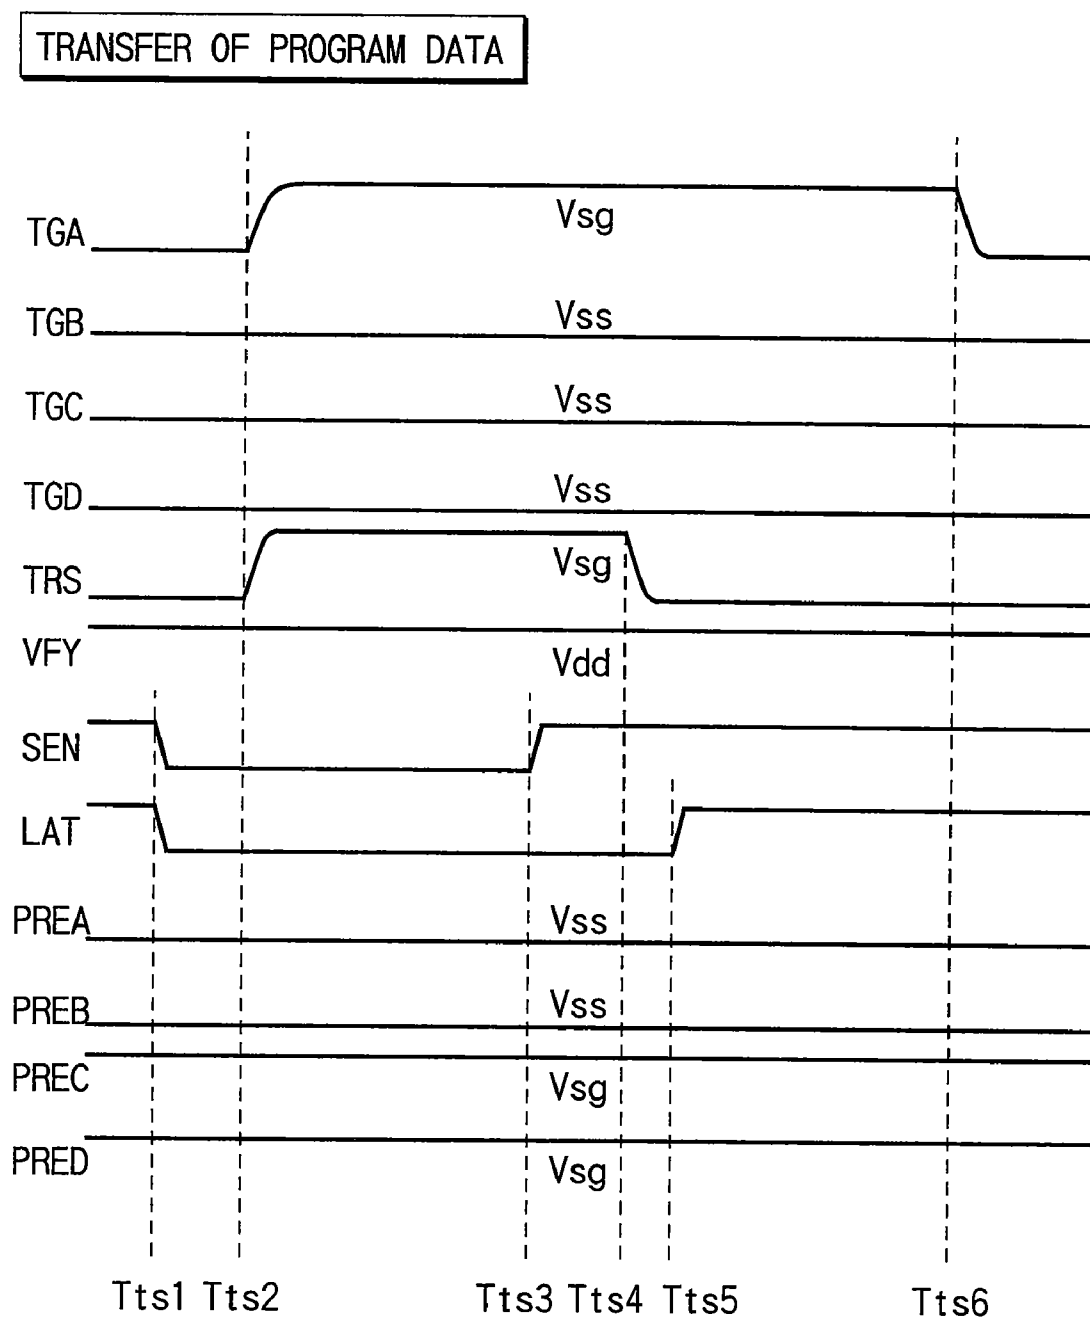 TRANSFER OF PROGRAM DATA
TGA Vsg
TGB Vss
TGC Vss
TGD Vss
TRS Vsg
VFY Vdd
SEN
LAT
PREA Vss
PREB Vss
PREC Vsg
PRED Vsg
Tts1 Tts2 Tts3 Tts4 Tts5 Tts6